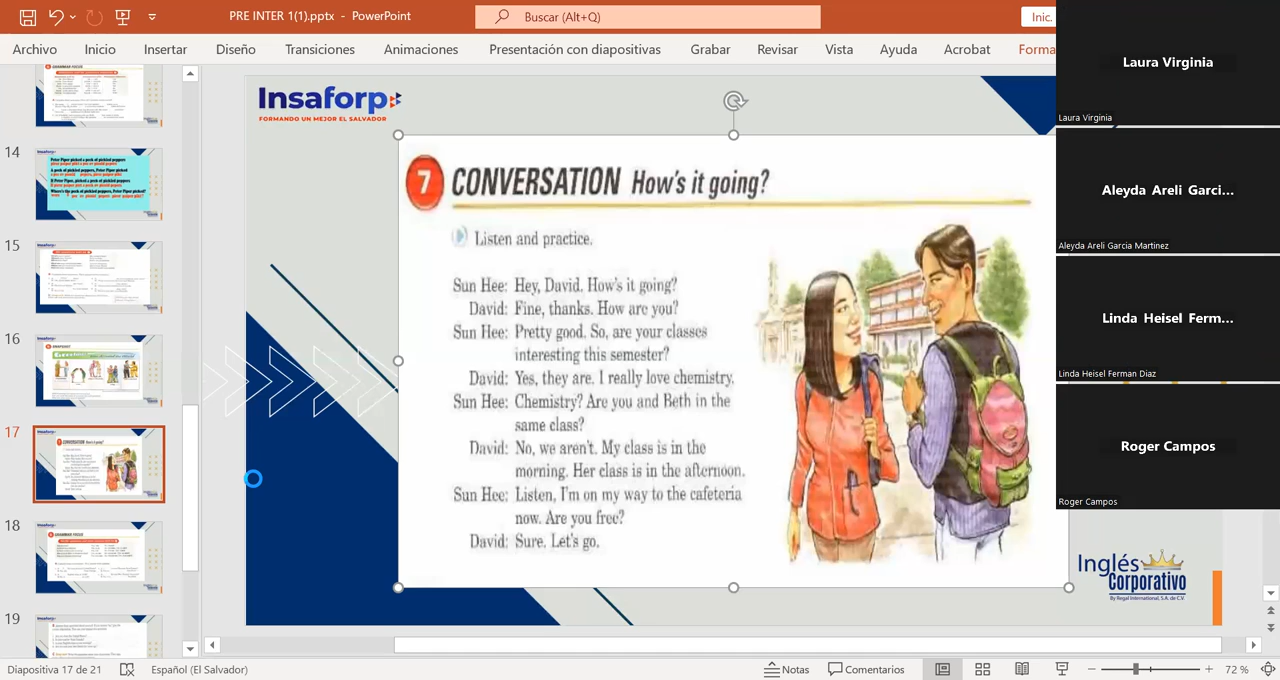 PRE INTER 1(1).pptx - PowerPoint
Buscar (Alt+Q)
Inic.
Archivo Inicio Insertar Diseño Transiciones Animaciones Presentación con diapositivas Grabar Revisar Vista Ayuda Acrobat Forma
14
15
16
17
18
19
Insaforp
FORMANDO UN MEJOR EL SALVADOR
7 CONVERSATION How's it going?
Listen and practice.
Sun Hee: Hey, David. How's it going?
David: Fine, thanks. How are you?
Sun Hee: Pretty good. So, are your classes
interesting this semester?
David: Yes, they are. I really love chemistry.
Sun Hee: Chemistry? Are you and Beth in the
same class?
David: No, we aren't. My class is in the
morning. Her class is in the afternoon.
Sun Hee: Listen, I'm on my way to the cafeteria
now. Are you free?
David: Sure. Let's go.
Inglés
Corporativo
By Regal International, S.A. de C.V.
Laura Virginia
Laura Virginia
Aleyda Areli Garci...
Aleyda Areli Garcia Martinez
Linda Heisel Ferm...
Linda Heisel Ferman Diaz
Roger Campos
Roger Campos
Diapositiva 17 de 21 Español (El Salvador) Notas Comentarios 72 %